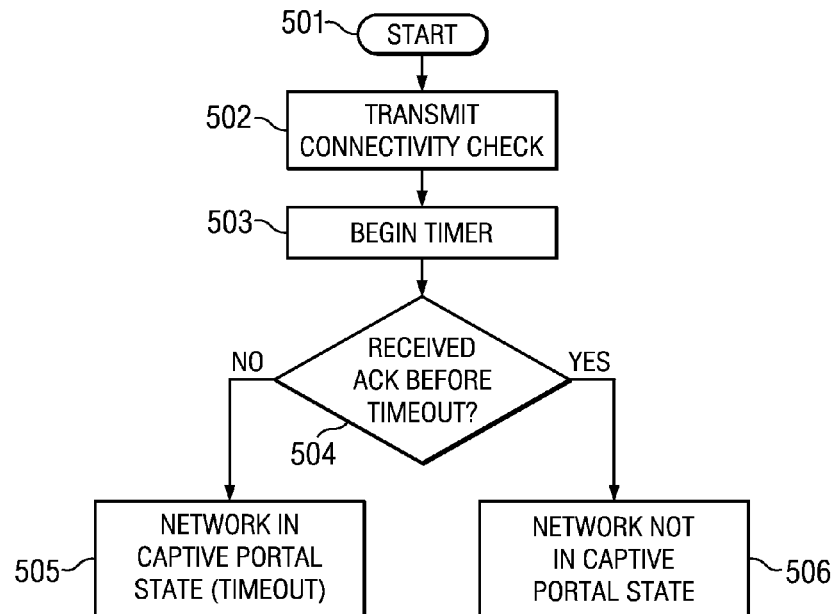 501
START
502
TRANSMIT
CONNECTIVITY CHECK
503
BEGIN TIMER
NO
RECEIVED
ACK BEFORE
TIMEOUT?
YES
504
505
NETWORK IN
CAPTIVE PORTAL
STATE (TIMEOUT)
NETWORK NOT
IN CAPTIVE
PORTAL STATE
506